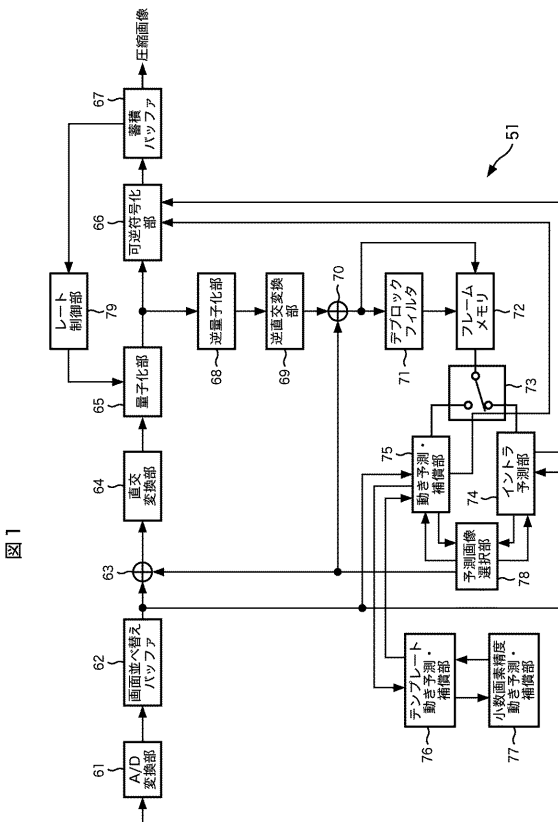 図1
61
A/D
変換部
62
画面並べ替え
バッファ
63
64
直交
変換部
65
量子化部
レート
制御部
79
66
可逆符号化
部
67
蓄積
バッファ
圧縮画像
逆量子化部
68
逆直交変換
部
69
70
デブロック
フィルタ
71
フレーム
メモリ
72
73
51
75
動き予測・
補償部
74
イントラ
予測部
予測画像
選択部
78
テンプレート
動き予測・
補償部
76
小数画素精度
動き予測・
補償部
77